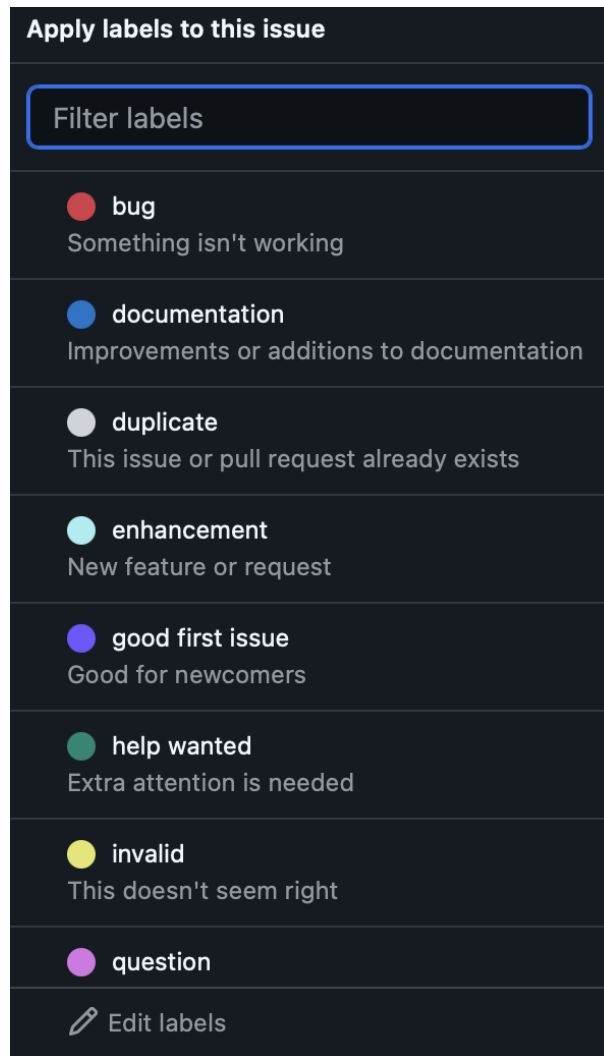 Apply labels to this issue
Filter labels
bug
Something isn't working
documentation
Improvements or additions to documentation
duplicate
This issue or pull request already exists
enhancement
New feature or request
good first issue
Good for newcomers
help wanted
Extra attention is needed
invalid
This doesn't seem right
question
Edit labels